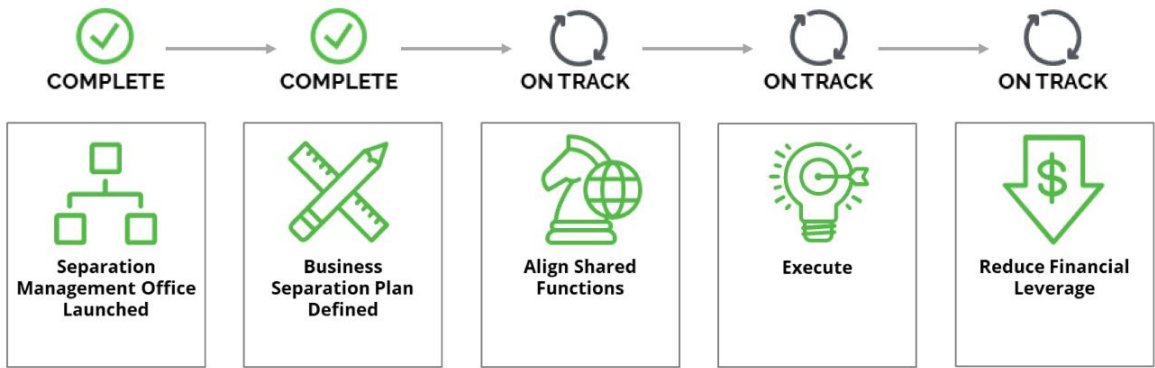 COMPLETE
COMPLETE
ON TRACK
ON TRACK
ON TRACK
Separation
Management Office
Launched
Business
Separation Plan
Defined
Align Shared
Functions
Execute
$
Reduce Financial
Leverage